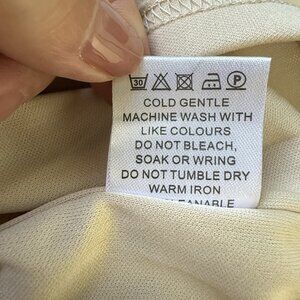 30 P
COLD GENTLE
MACHINE WASH WITH
LIKE COLOURS
DO NOT BLEACH,
SOAK OR WRING
DO NOT TUMBLE DRY
WARM IRON